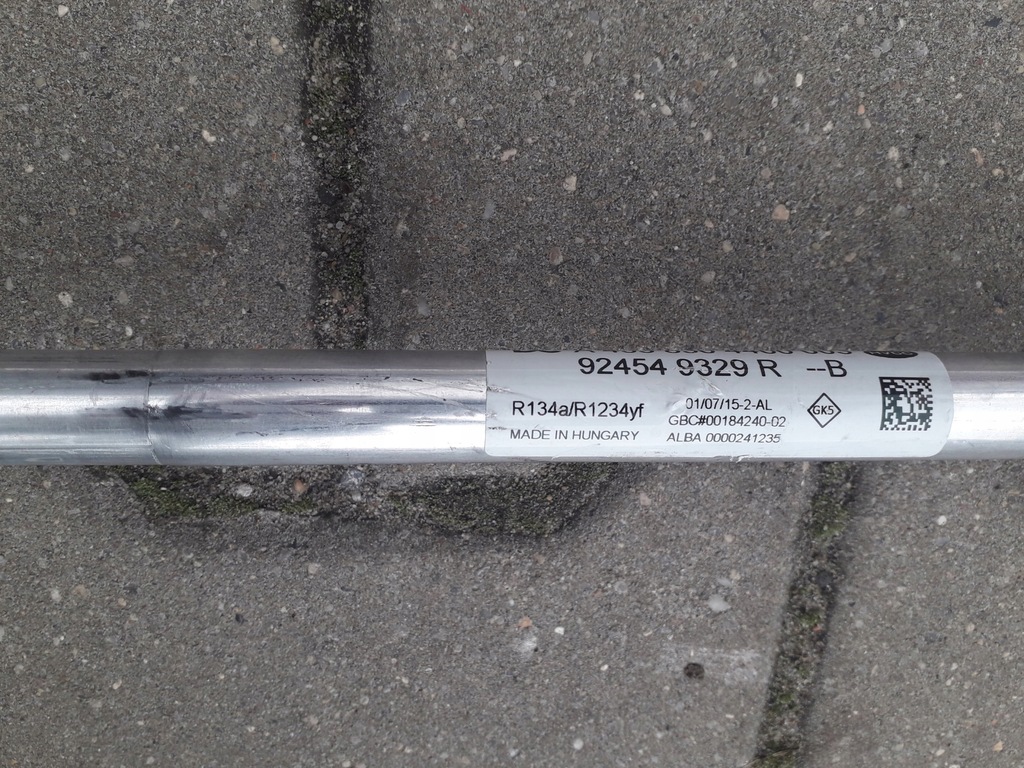 92454 9329 R --B
R134a/R1234yf
01/07/15-2-AL
GBC#00184240-02
MADE IN HUNGARY
ALBA 0000241235
GK5